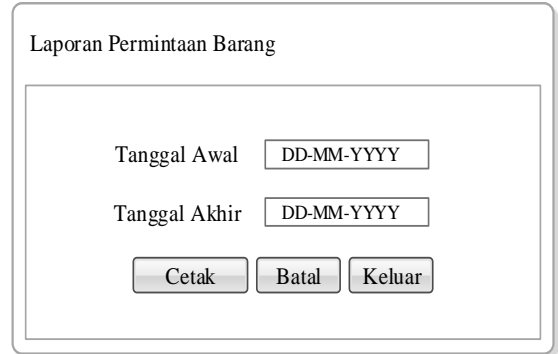 Laporan Permintaan Barang
Tanggal Awal DD-MM-YYYY
Tanggal Akhir DD-MM-YYYY
Cetak Batal Keluar